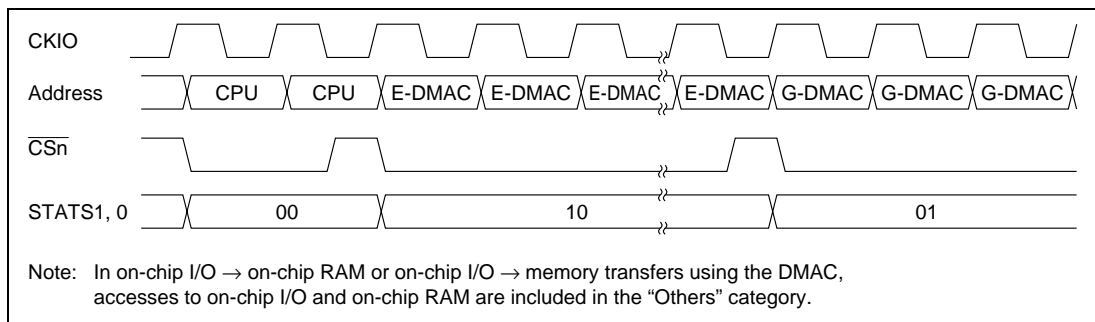 CKIO
Address CPU CPU E-DMAC E-DMAC E-DMAC E-DMAC G-DMAC G-DMAC G-DMAC
CSn
STATS1, 0 00 10 01
Note: In on-chip I/O → on-chip RAM or on-chip I/O → memory transfers using the DMAC,
accesses to on-chip I/O and on-chip RAM are included in the “Others” category.